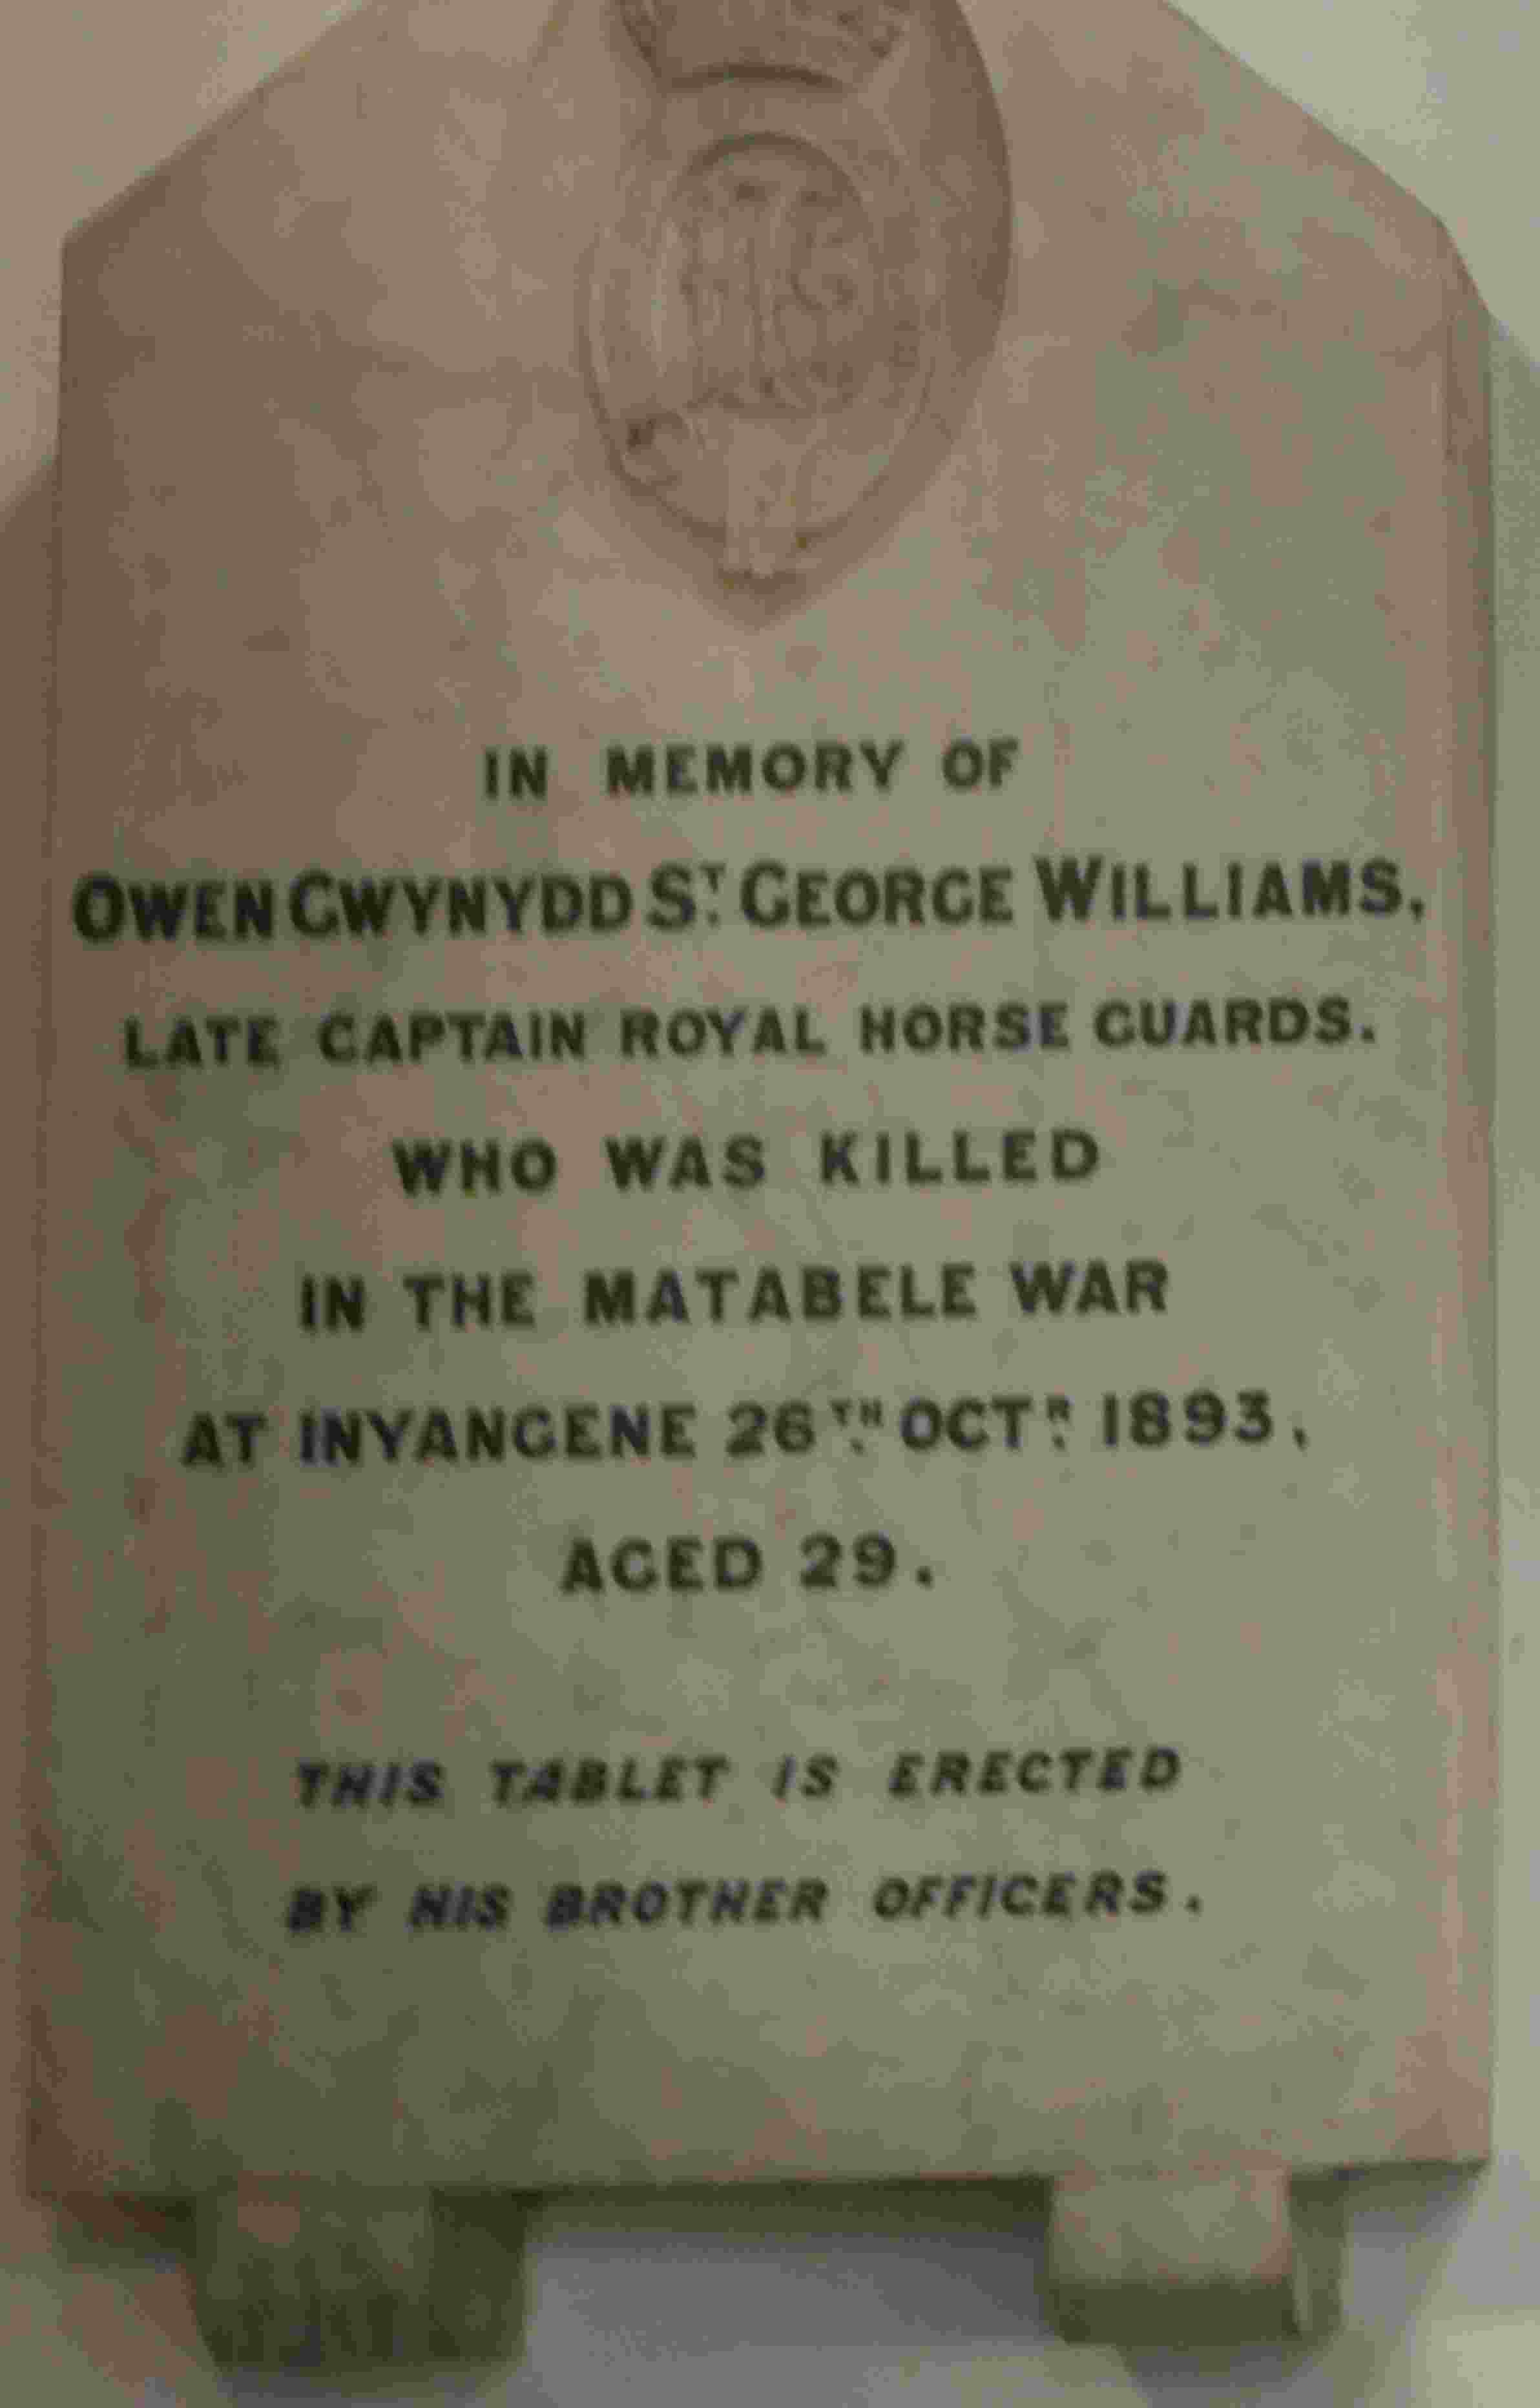 IN MEMORY OF
OWEN GWYNYDD ST. GEORGE WILLIAMS,
LATE CAPTAIN ROYAL HORSE GUARDS.
WHO WAS KILLED
IN THE MATABELE WAR
AT INYANGENE 26TH OCTR 1893,
AGED 29.
THIS TABLET IS ERECTED
BY HIS BROTHER OFFICERS.